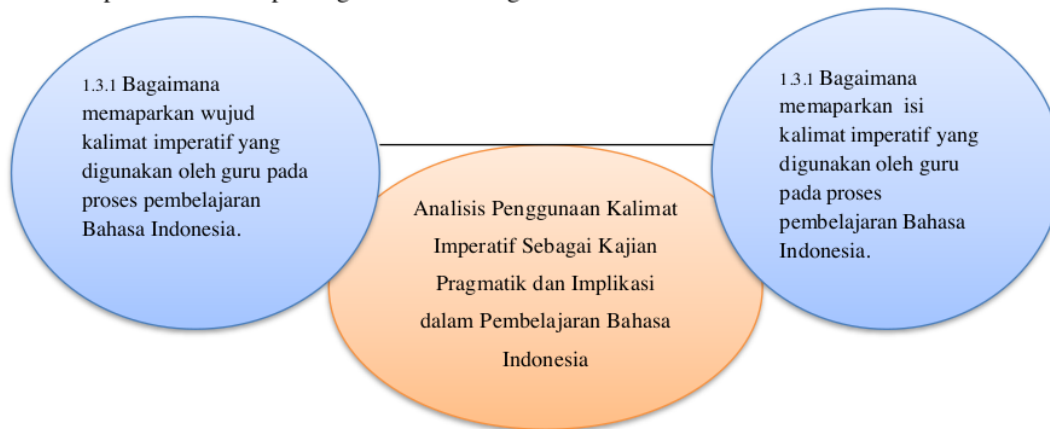 1.3.1 Bagaimana
memaparkan wujud
kalimat imperatif yang
digunakan oleh guru pada
proses pembelajaran
Bahasa Indonesia.
Analisis Penggunaan Kalimat
Imperatif Sebagai Kajian
Pragmatik dan Implikasi
dalam Pembelajaran Bahasa
Indonesia
1.3.1 Bagaimana
memaparkan isi
kalimat imperatif yang
digunakan oleh guru
pada proses
pembelajaran Bahasa
Indonesia.